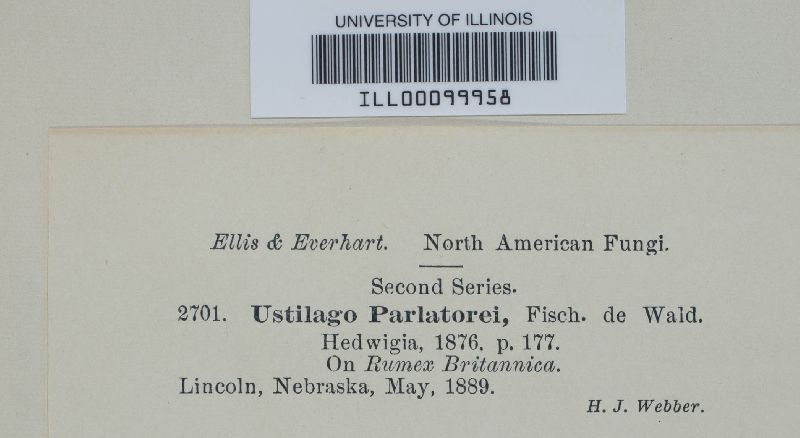 UNIVERSITY OF ILLINOIS
ILL00099958
Ellis & Everhart. North American Fungi.
Second Series.
2701. Ustilago Parlatorei, Fisch. de Wald.
Hedwigia, 1876. p. 177.
On Rumex Britannica.
Lincoln, Nebraska, May, 1889.
H. J. Webber.